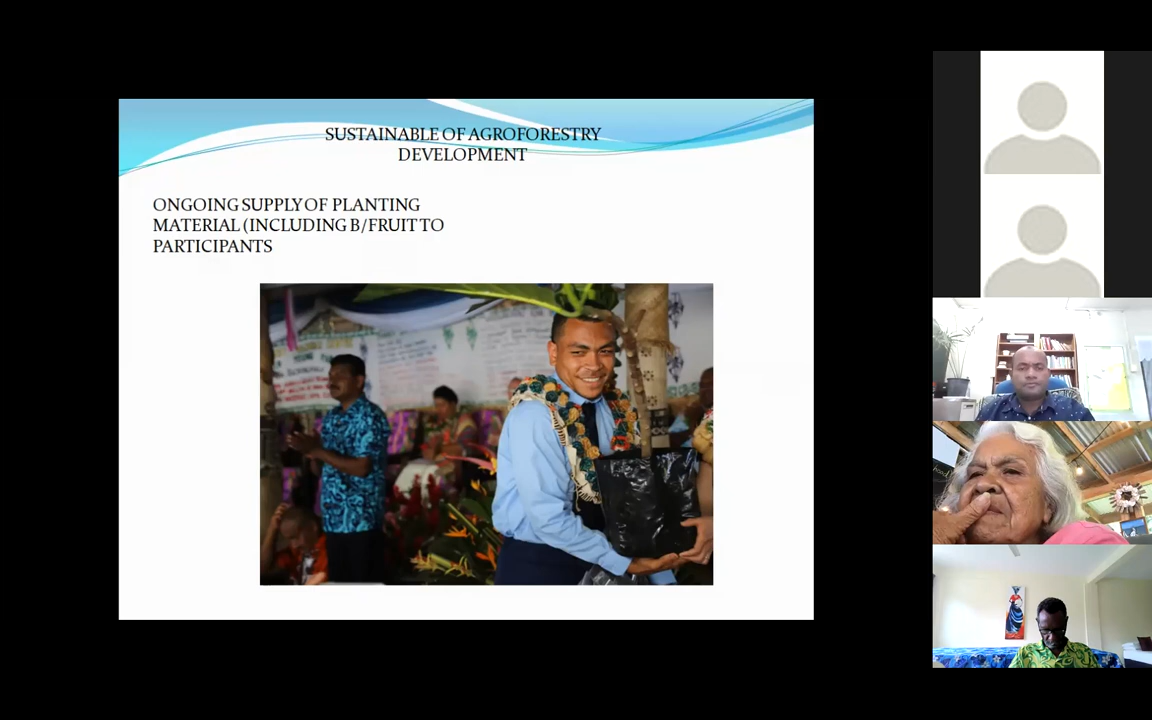 SUSTAINABLE OF AGROFORESTRY
DEVELOPMENT
ONGOING SUPPLY OF PLANTING
MATERIAL (INCLUDING B/FRUIT TO
PARTICIPANTS